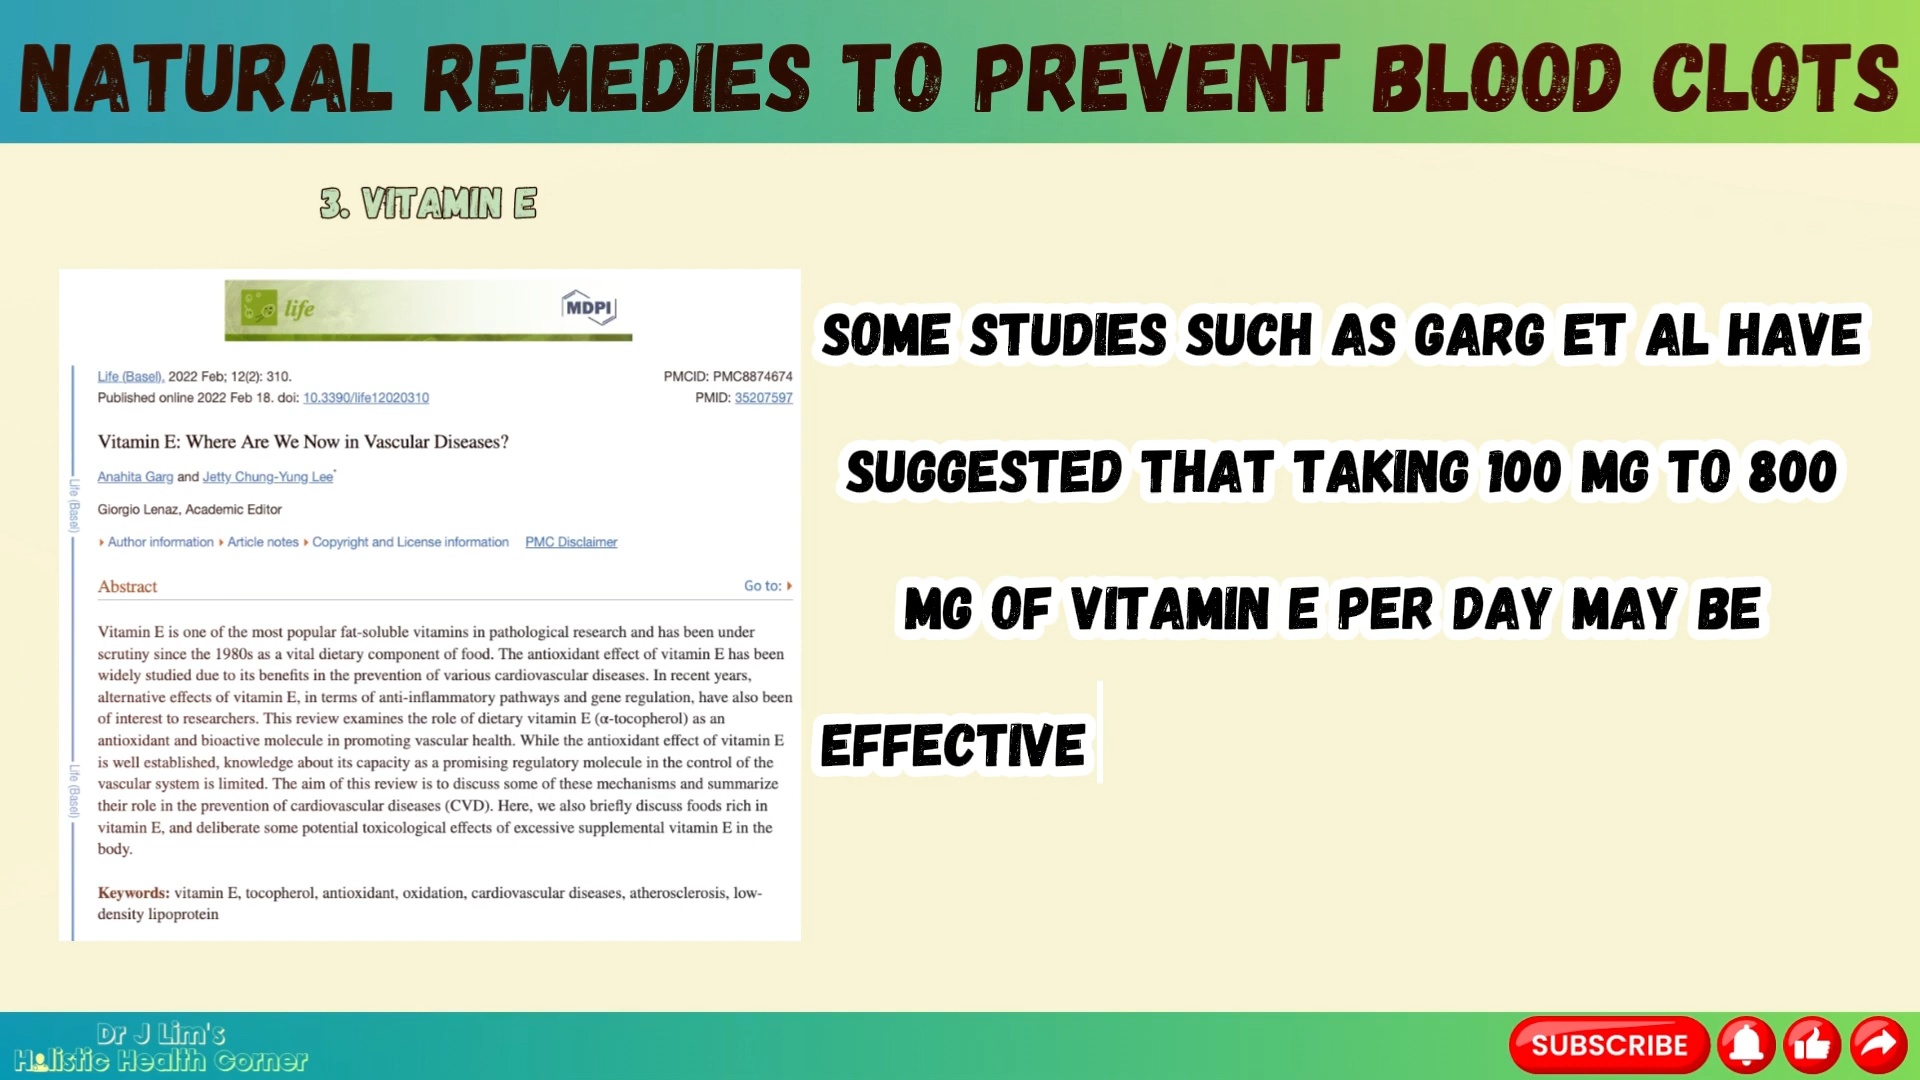 NATURAL REMEDIES TO PREVENT BLOOD CLOTS
3. VITAMIN E
life
MDPI
Life (Basel), 2022 Feb; 12(2): 310.
PMCID: PMC8874674
Published online 2022 Feb 18. doi: 10.3390/life12020310
PMID: 35207597
Vitamin E: Where Are We Now in Vascular Diseases?
Anahita Garg and Jetty Chung-Yung Lee*
Giorgio Lenaz, Academic Editor
Author information Article notes Copyright and License information PMC Disclaimer
Abstract
Go to:
Vitamin E is one of the most popular fat-soluble vitamins in pathological research and has been under
scrutiny since the 1980s as a vital dietary component of food. The antioxidant effect of vitamin E has been
widely studied due to its benefits in the prevention of various cardiovascular diseases. In recent years,
alternative effects of vitamin E, in terms of anti-inflammatory pathways and gene regulation, have also been
of interest to researchers. This review examines the role of dietary vitamin E (α-tocopherol) as an
antioxidant and bioactive molecule in promoting vascular health. While the antioxidant effect of vitamin E
is well established, knowledge about its capacity as a promising regulatory molecule in the control of the
vascular system is limited. The aim of this review is to discuss some of these mechanisms and summarize
their role in the prevention of cardiovascular diseases (CVD). Here, we also briefly discuss foods rich in
vitamin E, and deliberate some potential toxicological effects of excessive supplemental vitamin E in the
body.
Keywords: vitamin E, tocopherol, antioxidant, oxidation, cardiovascular diseases, atherosclerosis, low-
density lipoprotein
Life (Basel)
Life (Basel)
SOME STUDIES SUCH AS GARG ET AL HAVE
SUGGESTED THAT TAKING 100 MG TO 800
MG OF VITAMIN E PER DAY MAY BE
EFFECTIVE
Dr J Lim's
Holistic Health Corner
SUBSCRIBE